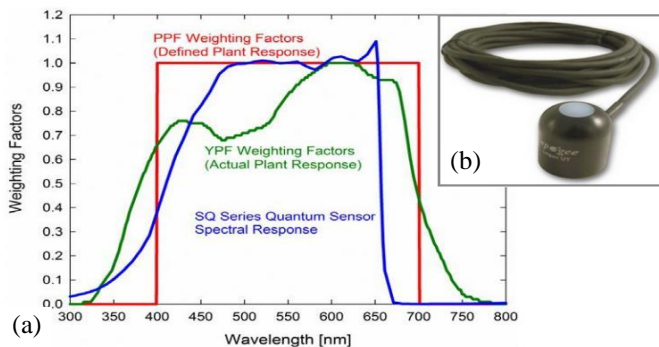 PPF Weighting Factors
(Defined Plant Response)
YPF Weighting Factors
(Actual Plant Response)
SQ Series Quantum Sensor
Spectral Response
Weighting Factors
1.2
1.1
1.0
0.9
0.8
0.7
0.6
0.5
0.4
0.3
0.2
0.1
0.0
300 350 400 450 500 550 600 650 700 750 800
Wavelength [nm]
(a)
(b)
apogee